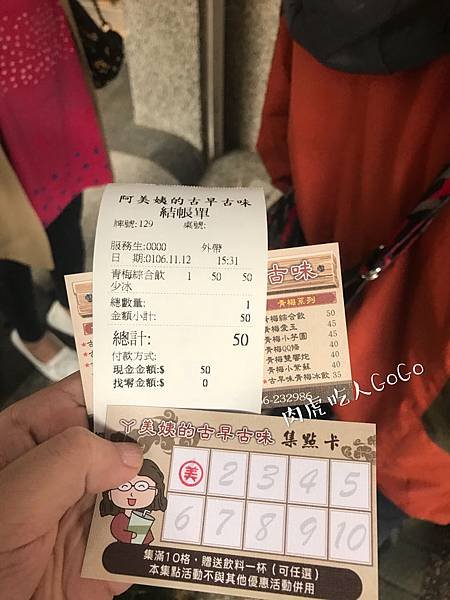 阿美姨的古早古味
結帳單
牌號:129 桌號:
服務生:0000 外帶
日 期:0106.11.12 15:31
青梅綜合飲 1 50 50
少冰
總數量: 1
金額小計: 50
總計: 50
付款方式:
現金金額:$ 50
找零金額:$ 0
古味
青梅系列
青梅綜合飲 50
青梅愛玉 45
青梅小芋圓 45
青梅QQ條 40
青梅雙響炮 40
青梅小紫蘇 40
古早味青梅冰飲 35
06-232986
肉虎吃人GoGo
ㄚ美姨的古早古味 集點卡
美 2 3 4 5
6 7 8 9 10
集滿10格，贈送飲料一杯（可任選）
本集點活動不與其他優惠活動併用